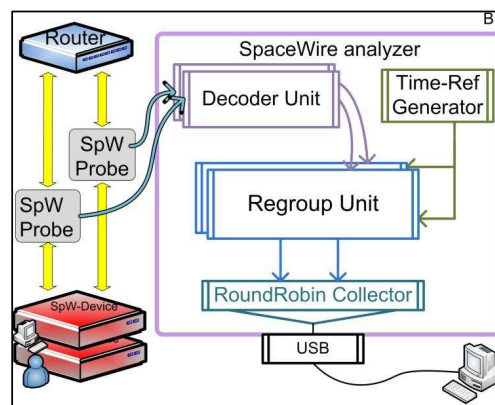 B
Router
SpaceWire analyzer
Decoder Unit
Time-Ref
Generator
SpW
Probe
SpW
Probe
Regroup Unit
SpW-Device
RoundRobin Collector
USB